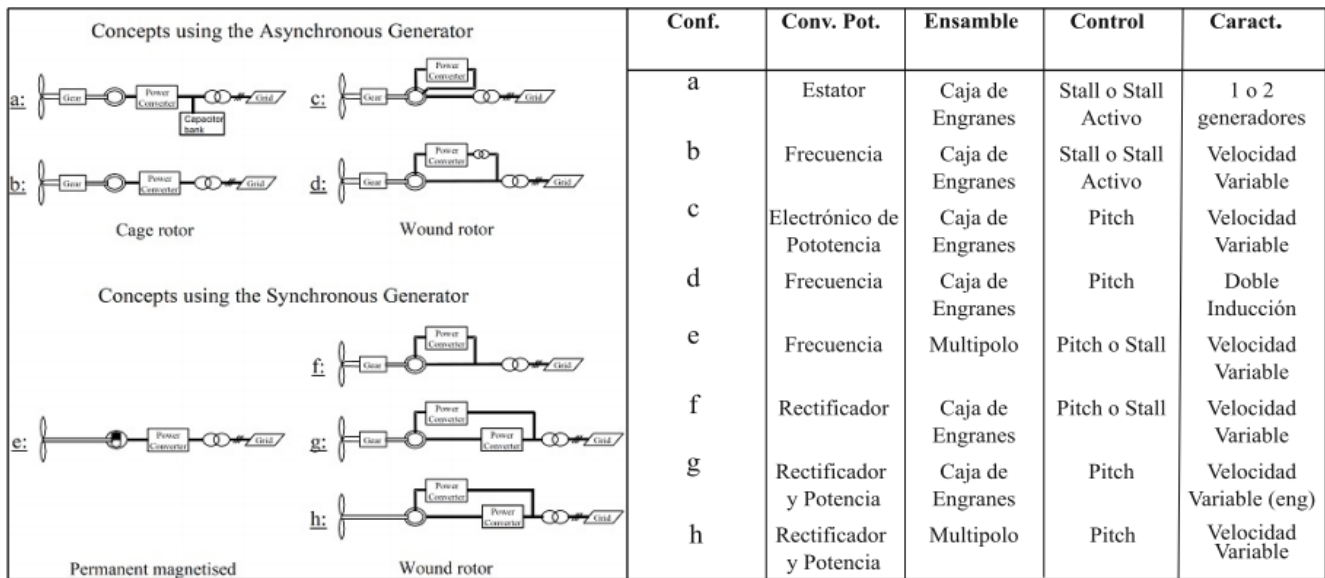 Concepts using the Asynchronous Generator
a:
Gear
Power
Converter
Capacitor
bank
Grid
c:
Gear
Power
Converter
Grid
b:
Gear
Power
Converter
Grid
d:
Gear
Power
Converter
Grid
Cage rotor
Wound rotor
Concepts using the Synchronous Generator
f:
Gear
Power
Converter
Grid
e:
Power
Converter
Grid
g:
Gear
Power
Converter
Power
Converter
Grid
h:
Power
Converter
Power
Converter
Grid
Permanent magnetised
Wound rotor
Conf. Conv. Pot. Ensamble Control Caract.
a Estator Caja de Stall o Stall 1 o 2
Engranes Activo generadores
b Frecuencia Caja de Stall o Stall Velocidad
Engranes Activo Variable
c Electrónico de Caja de Pitch Velocidad
Pototencia Engranes Variable
d Frecuencia Caja de Pitch Doble
Engranes Inducción
e Frecuencia Multipolo Pitch o Stall Velocidad
Variable
f Rectificador Caja de Pitch o Stall Velocidad
Engranes Variable
g Rectificador Caja de Pitch Velocidad
y Potencia Engranes Variable (eng)
h Rectificador Multipolo Pitch Velocidad
y Potencia Variable